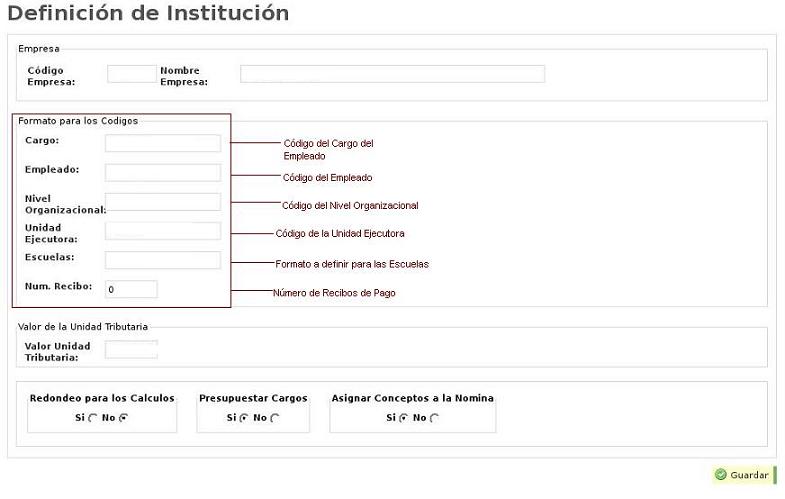 Definición de Institución
Empresa
Código Empresa:
Nombre Empresa:
Formato para los Codigos
Cargo:
Código del Cargo del
Empleado
Empleado:
Código del Empleado
Nivel
Organizacional:
Código del Nivel Organizacional
Unidad
Ejecutora:
Código de la Unidad Ejecutora
Escuelas:
Formato a definir para las Escuelas
Num. Recibo:
0
Número de Recibos de Pago
Valor de la Unidad Tributaria
Valor Unidad
Tributaria:
Redondeo para los Calculos
Si No
Presupuestar Cargos
Si No
Asignar Conceptos a la Nomina
Si No
Guardar